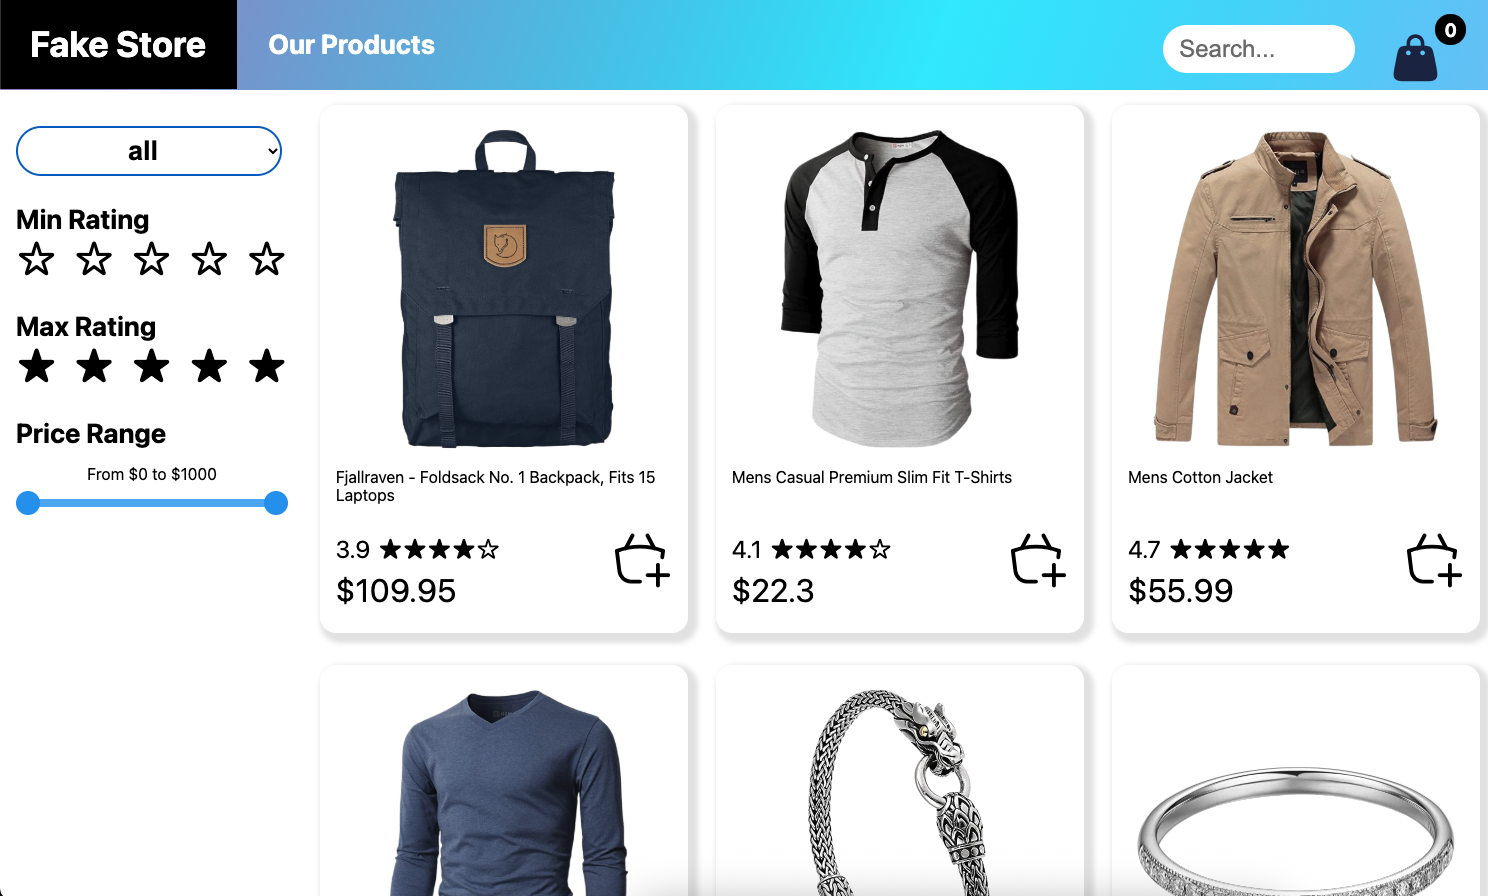 Fake Store
Our Products
Search...
0
all
Min Rating
Max Rating
Price Range
From $0 to $1000
Fjallraven - Foldsack No. 1 Backpack, Fits 15
Laptops
3.9
$109.95
Mens Casual Premium Slim Fit T-Shirts
4.1
$22.3
Mens Cotton Jacket
4.7
$55.99